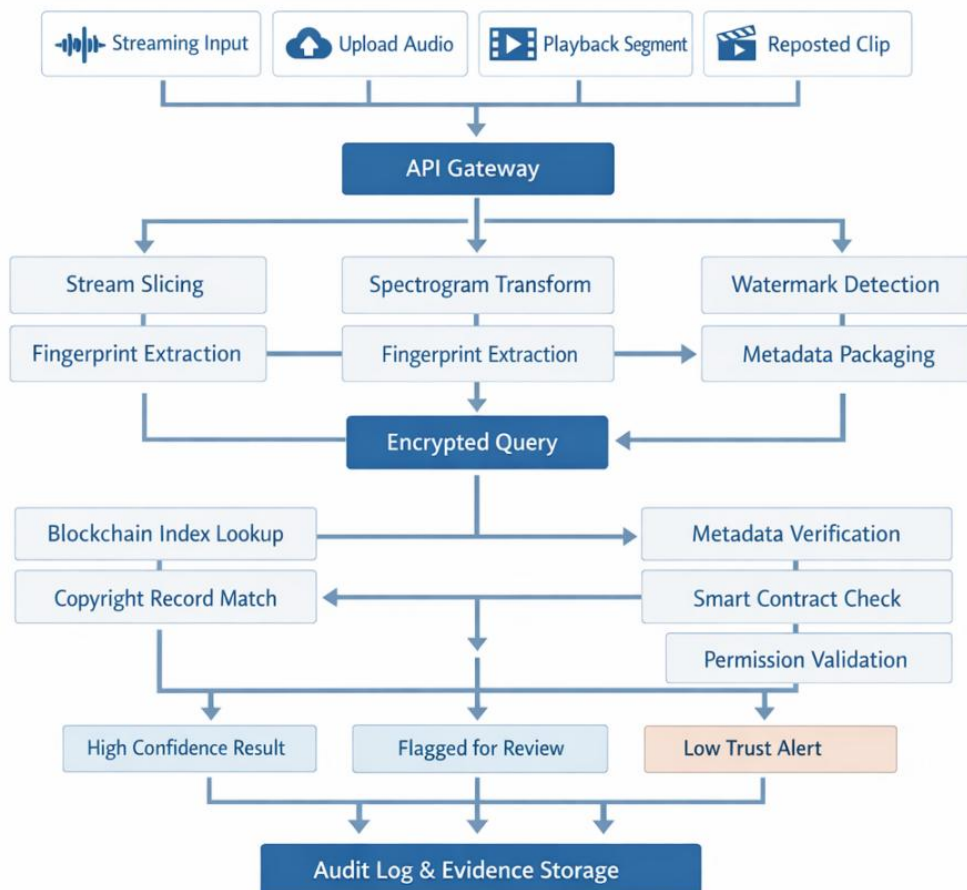 Streaming Input
Upload Audio
Playback Segment
Reposted Clip
API Gateway
Stream Slicing
Spectrogram Transform
Watermark Detection
Fingerprint Extraction
Fingerprint Extraction
Metadata Packaging
Encrypted Query
Blockchain Index Lookup
Metadata Verification
Copyright Record Match
Smart Contract Check
Permission Validation
High Confidence Result
Flagged for Review
Low Trust Alert
Audit Log & Evidence Storage